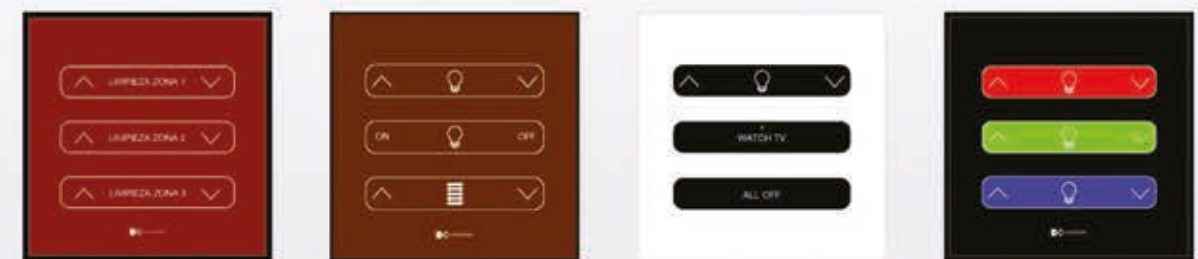 LIMPIEZA ZONA 1
LIMPIEZA ZONA 2
LIMPIEZA ZONA 3
ON OFF
WATCH TV
ALL OFF